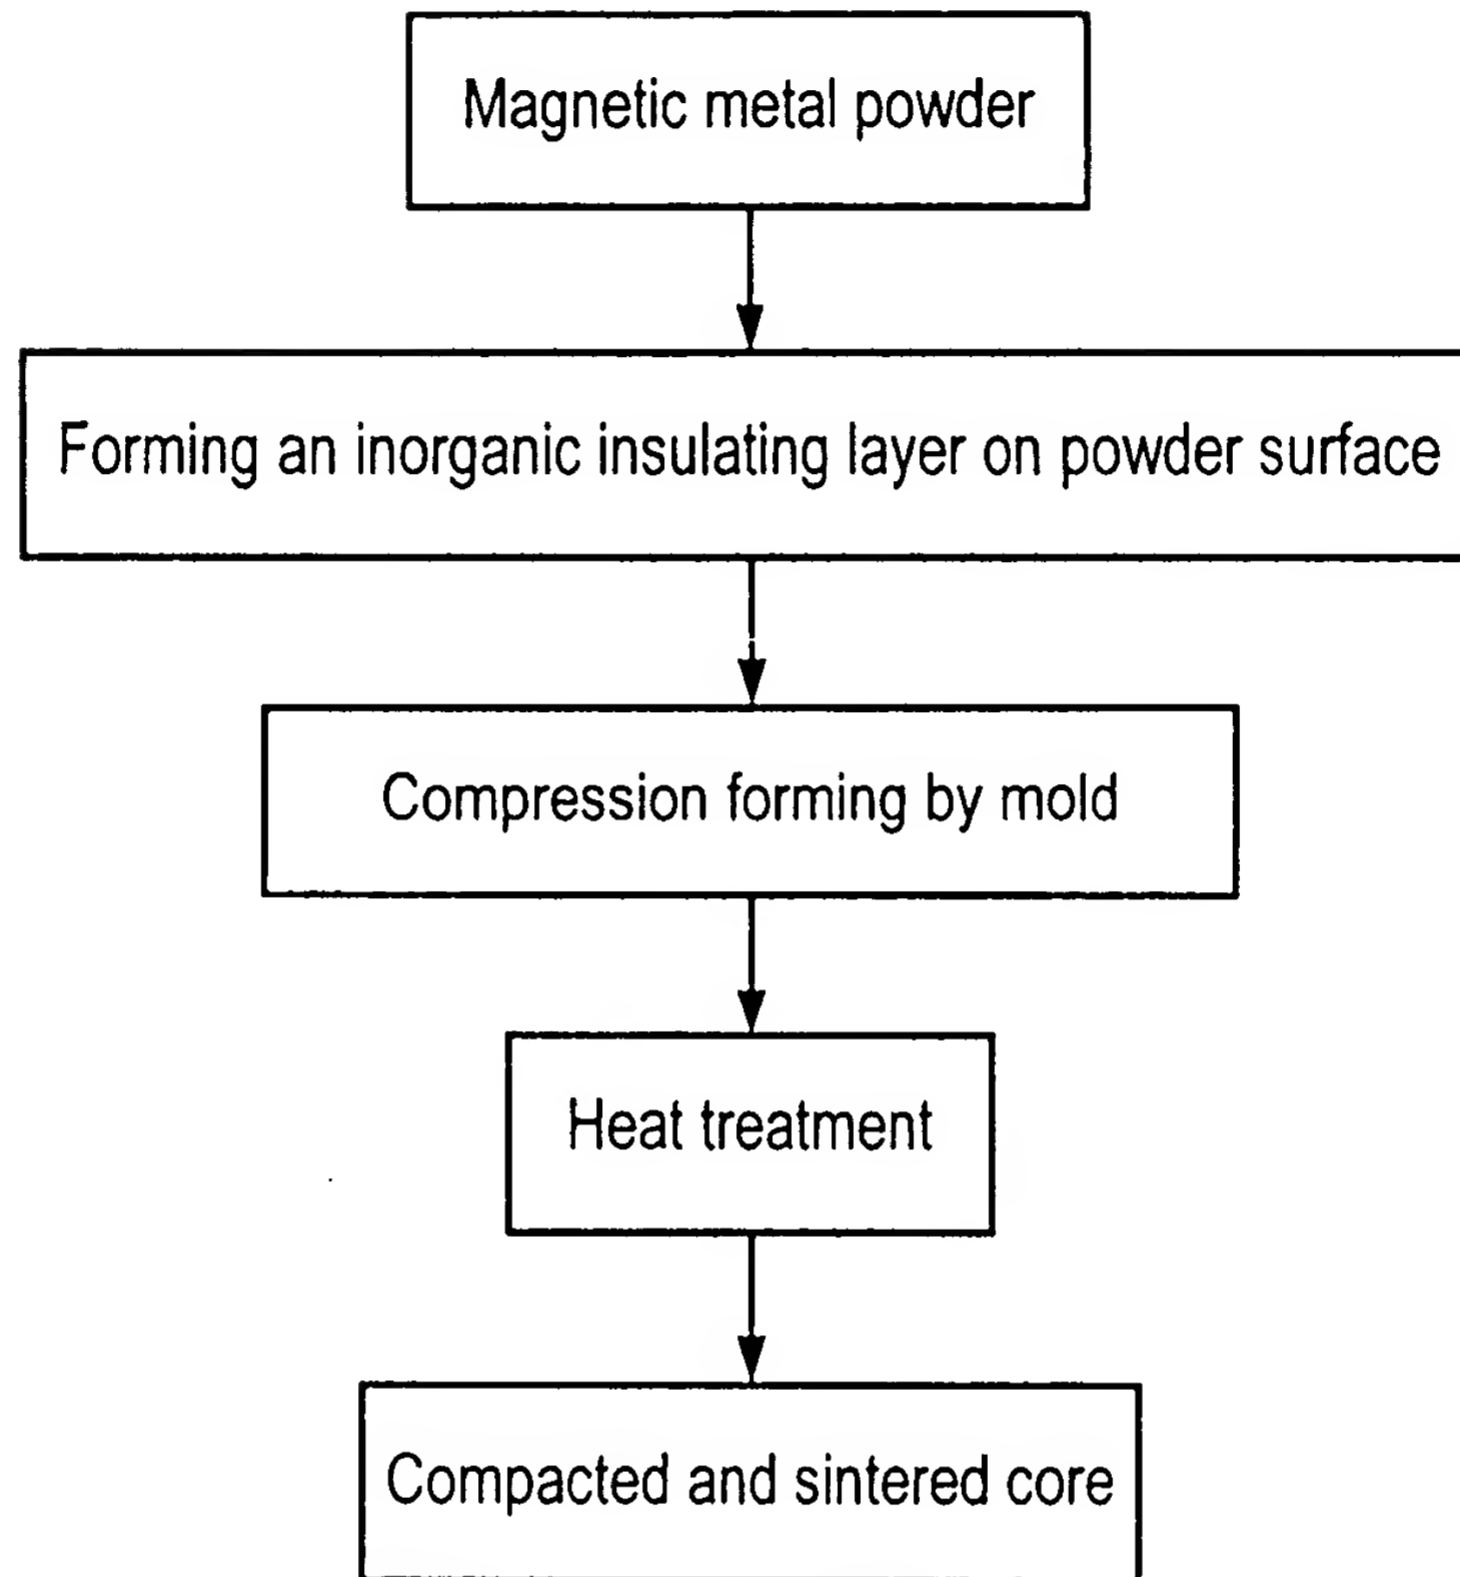 Magnetic metal powder
Forming an inorganic insulating layer on powder surface
Compression forming by mold
Heat treatment
Compacted and sintered core